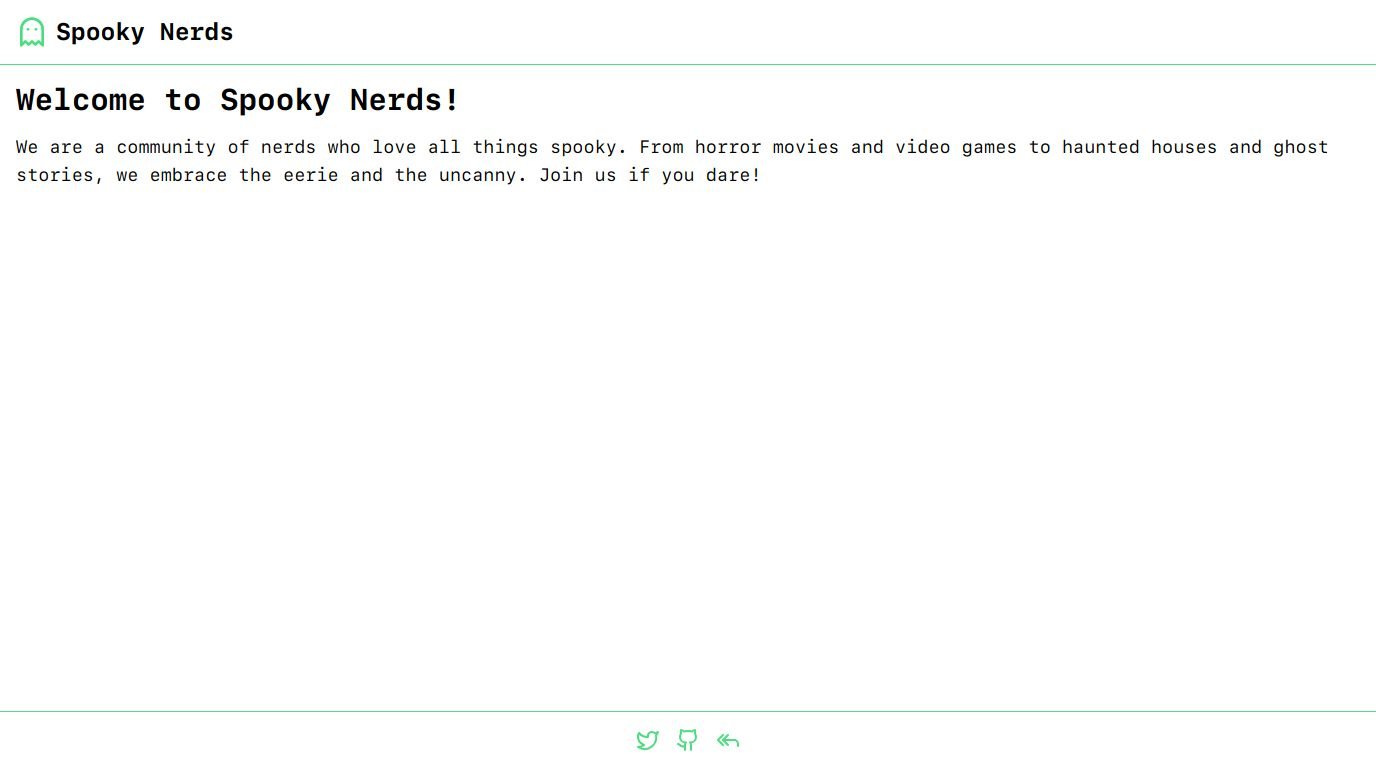 Spooky Nerds
Welcome to Spooky Nerds!
We are a community of nerds who love all things spooky. From horror movies and video games to haunted houses and ghost
stories, we embrace the eerie and the uncanny. Join us if you dare!